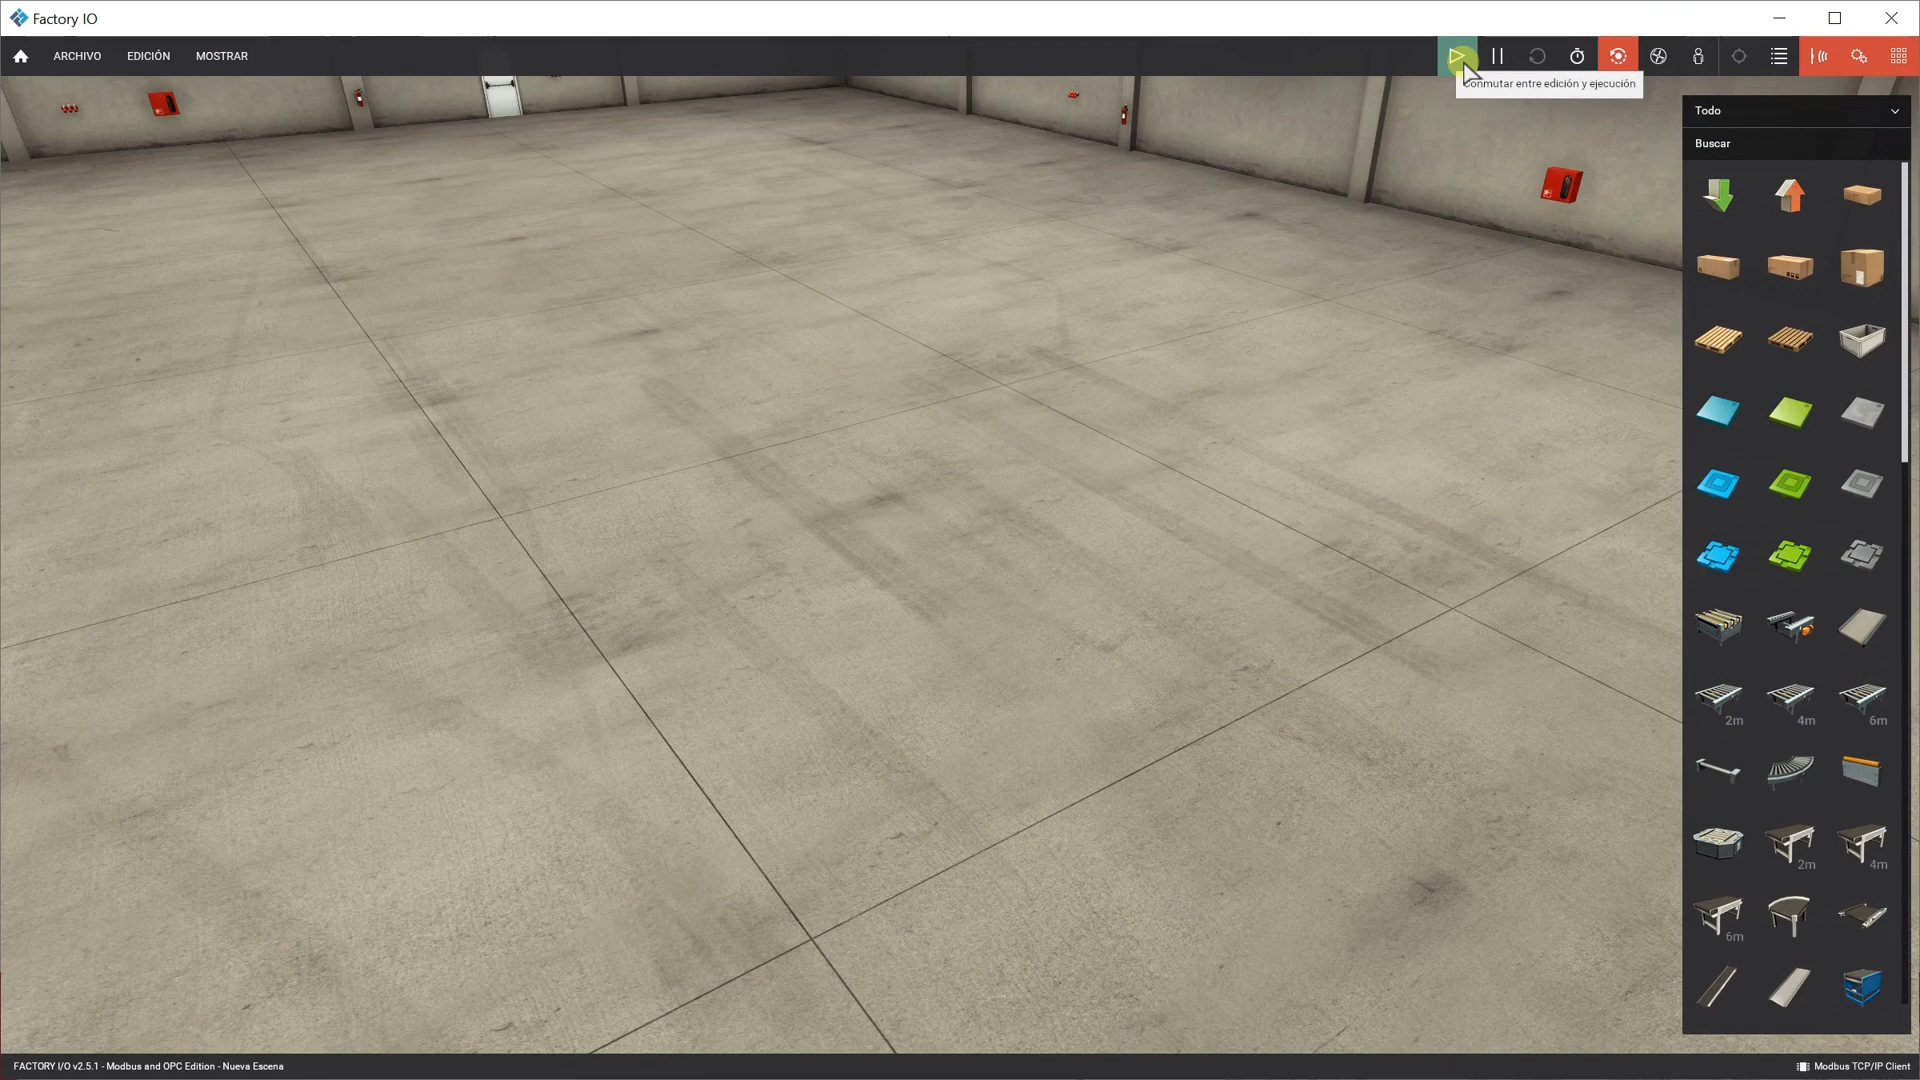 Factory IO
ARCHIVO EDICIÓN MOSTRAR
Conmutar entre edición y ejecución
Todo
Buscar
2m 4m 6m
2m 4m
6m
FACTORY I/O v2.5.1 - Modbus and OPC Edition - Nueva Escena
Modbus TCP/IP Client